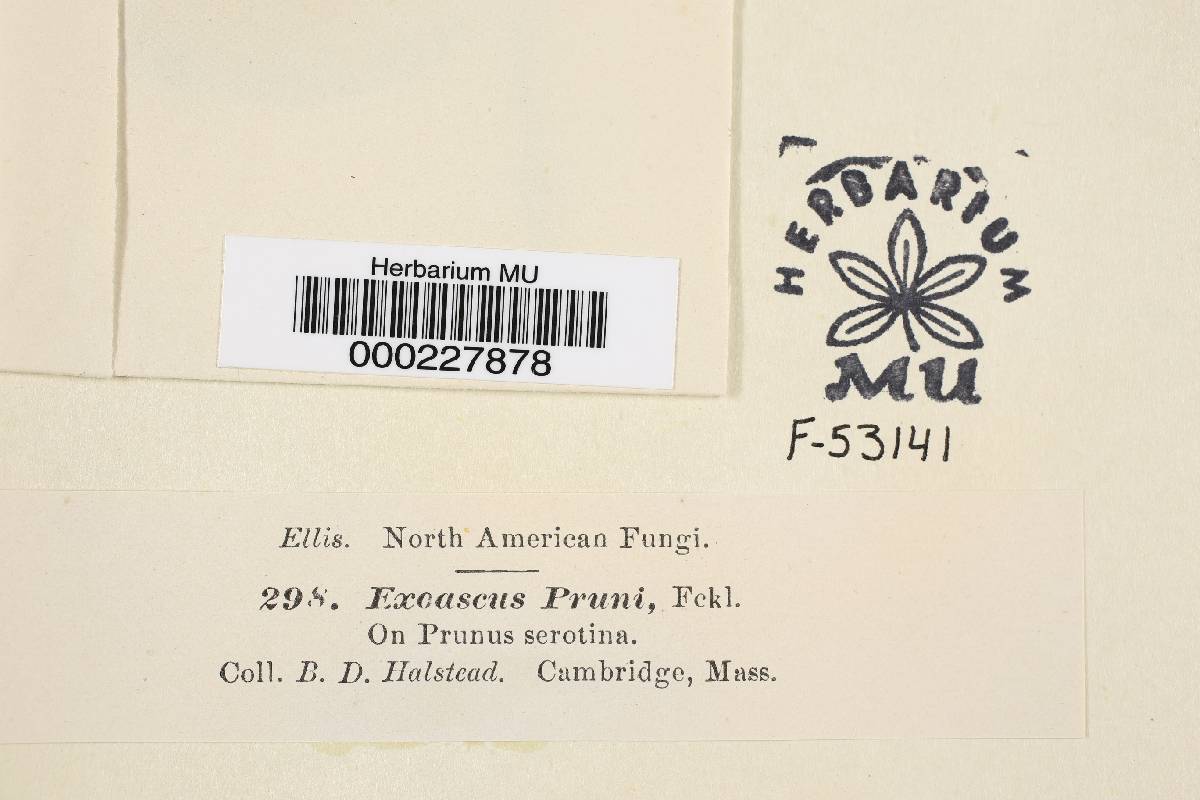 Herbarium MU
000227878
HERBARIUM
MU
F-53141
Ellis. North American Fungi.
298. Exoascus Pruni, Fckl.
On Prunus serotina.
Coll. B. D. Halstead. Cambridge, Mass.